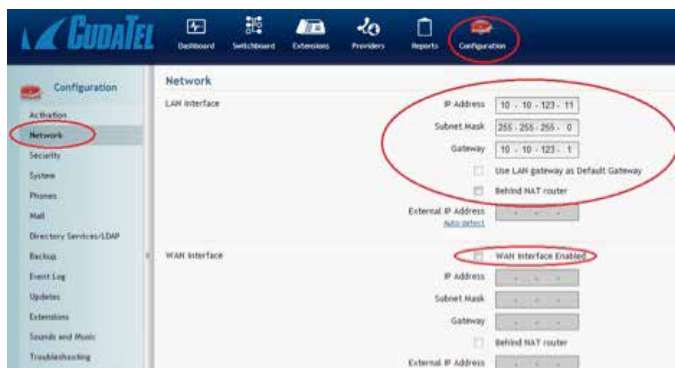 CUDATEL
Dashboard Switchboard Extensions Providers Reports Configuration
Configuration
Activation
Network
Security
System
Phones
Mail
Directory Services/LDAP
Backup
Event Log
Updates
Extensions
Sounds and Music
Troubleshooting
Network
LAN Interface
IP Address 10 - 10 - 123 - 11
Subnet Mask 255 - 255 - 255 - 0
Gateway 10 - 10 - 123 - 1
Use LAN gateway as Default Gateway
Behind NAT router
External IP Address
Auto detect
WAN Interface
WAN Interface Enabled
IP Address
Subnet Mask
Gateway
Behind NAT router
External IP Address